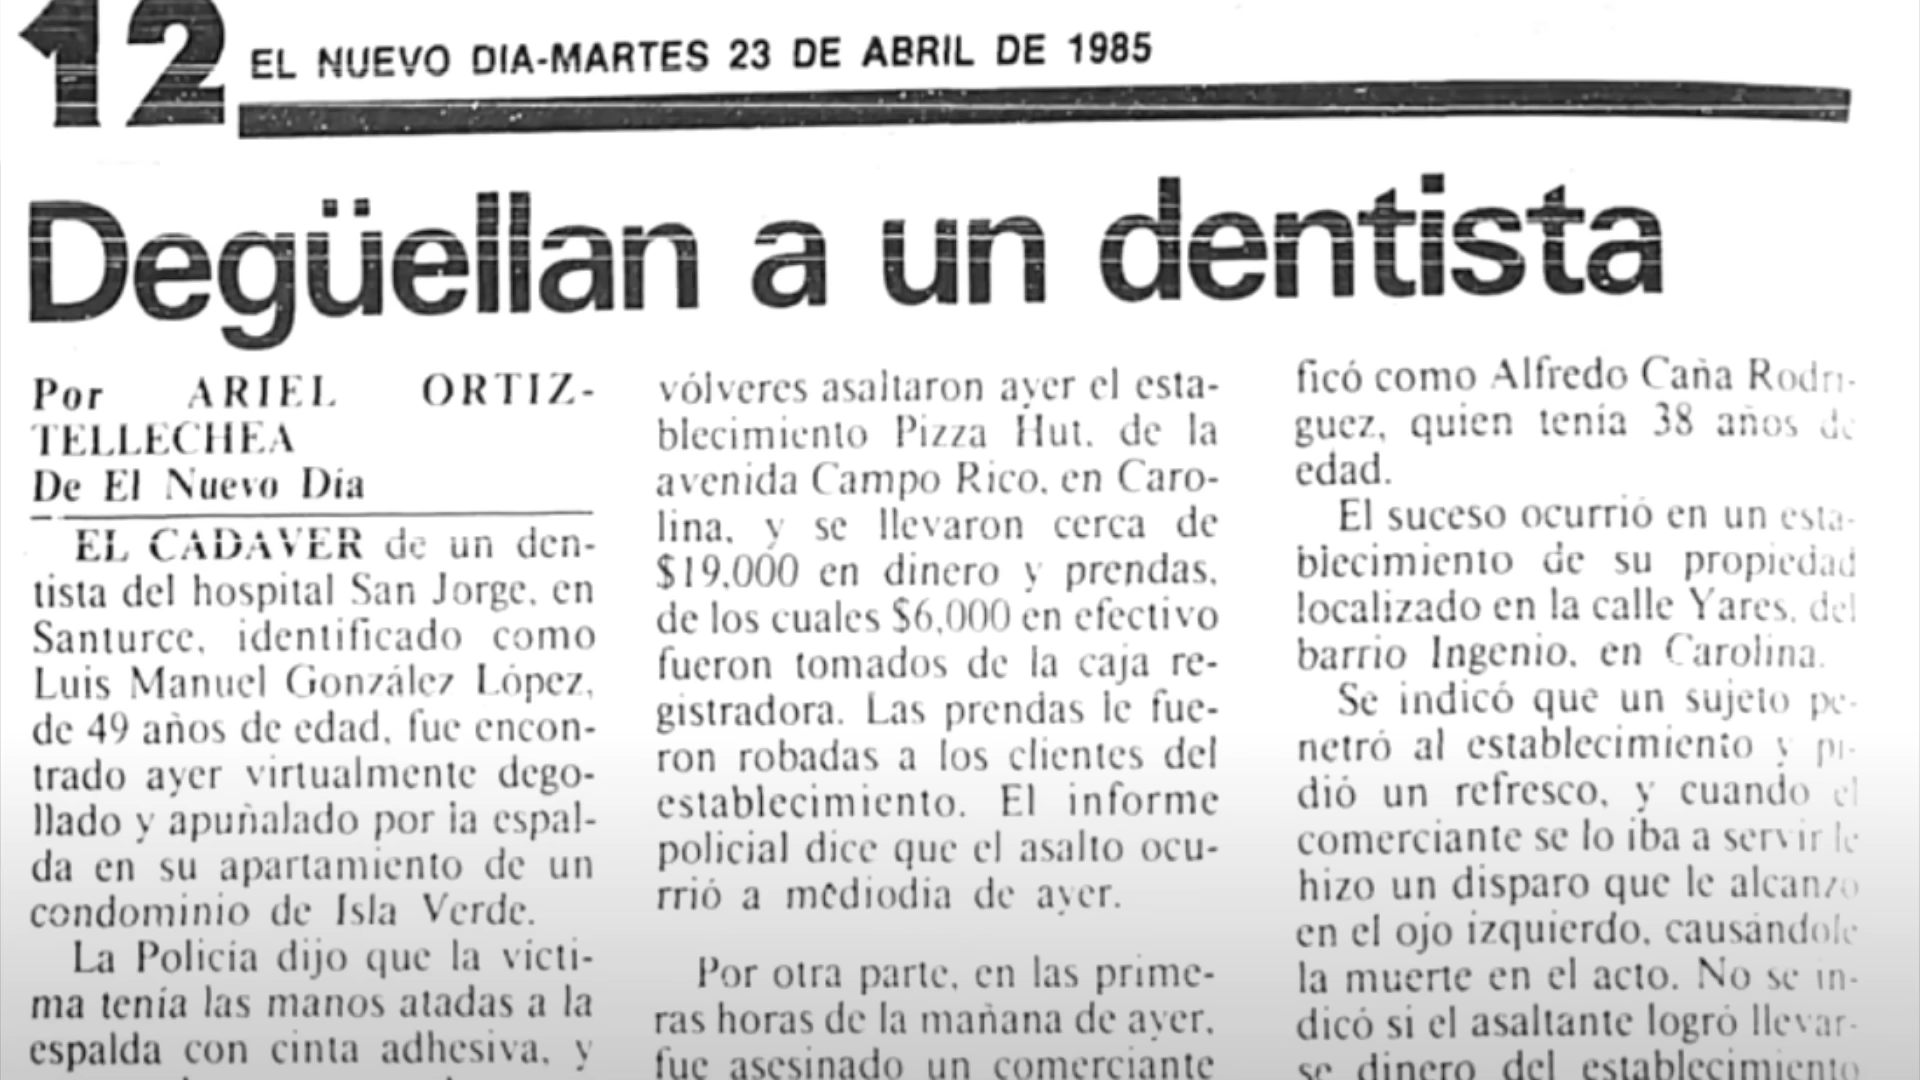 12
EL NUEVO DIA-MARTES 23 DE ABRIL DE 1985
Degüellan a un dentista
Por ARIEL ORTIZ-
TELLECHEA
De El Nuevo Día
EL CADAVER de un den-
tista del hospital San Jorge, en
Santurce, identificado como
Luis Manuel González López,
de 49 años de edad, fue encon-
trado ayer virtualmente dego-
llado y apuñalado por la espal-
da en su apartamiento de un
condominio de Isla Verde.
La Policía dijo que la vícti-
ma tenía las manos atadas a la
espalda con cinta adhesiva, y
vólveres asaltaron ayer el esta-
blecimiento Pizza Hut, de la
avenida Campo Rico, en Caro-
lina, y se llevaron cerca de
$19,000 en dinero y prendas,
de los cuales $6,000 en efectivo
fueron tomados de la caja re-
gistradora. Las prendas le fue-
ron robadas a los clientes del
establecimiento. El informe
policial dice que el asalto ocu-
rrió a mediodía de ayer.
Por otra parte, en las prime-
ras horas de la mañana de ayer,
fue asesinado un comerciante
ficó como Alfredo Caña Rodrí-
guez, quien tenía 38 años de
edad.
El suceso ocurrió en un esta-
blecimiento de su propiedad
localizado en la calle Yares, del
barrio Ingenio, en Carolina.
Se indicó que un sujeto pe-
netró al establecimiento y pi-
dió un refresco, y cuando el
comerciante se lo iba a servir le
hizo un disparo que le alcanzó
en el ojo izquierdo, causándole
la muerte en el acto. No se in-
dicó si el asaltante logró llevar-
se dinero del establecimiento